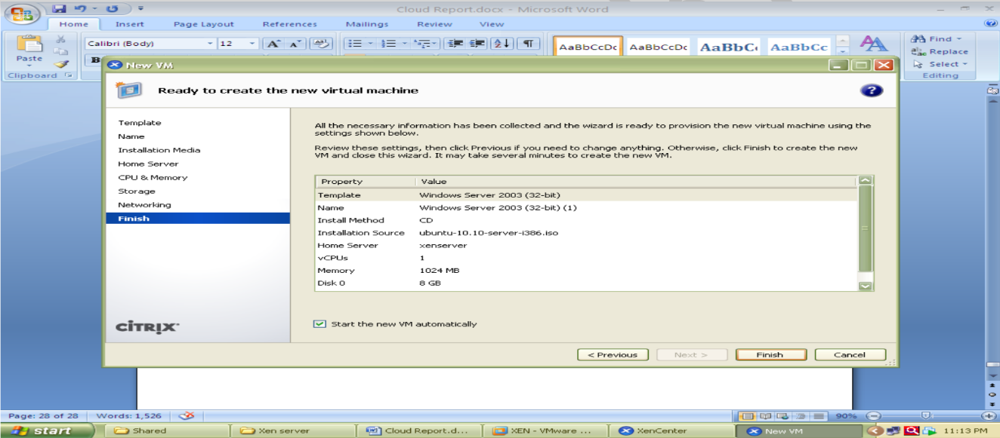 Cloud Report.docx - Microsoft Word
Home Insert Page Layout References Mailings Review View
Paste
Clipboard
Calibri (Body) 12
B
AaBbCcDc AaBbCcDc AaBbC AaBbCc
Find
Replace
Select
Editing
New VM
Ready to create the new virtual machine
Template
Name
Installation Media
Home Server
CPU & Memory
Storage
Networking
Finish
CİTRIX
All the necessary information has been collected and the wizard is ready to provision the new virtual machine using the
settings shown below.
Review these settings, then click Previous if you need to change anything. Otherwise, click Finish to create the new
VM and close this wizard. It may take several minutes to create the new VM.
Property Value
Template Windows Server 2003 (32-bit)
Name Windows Server 2003 (32-bit) (1)
Install Method CD
Installation Source ubuntu-10.10-server-i386.iso
Home Server xenserver
vCPUs 1
Memory 1024 MB
Disk 0 8 GB
Start the new VM automatically
< Previous Next > Finish Cancel
Page: 28 of 28 Words: 1,526 90%
start Shared Xen server Cloud Report.d... XEN - VMware ... XenCenter New VM 11:13 PM